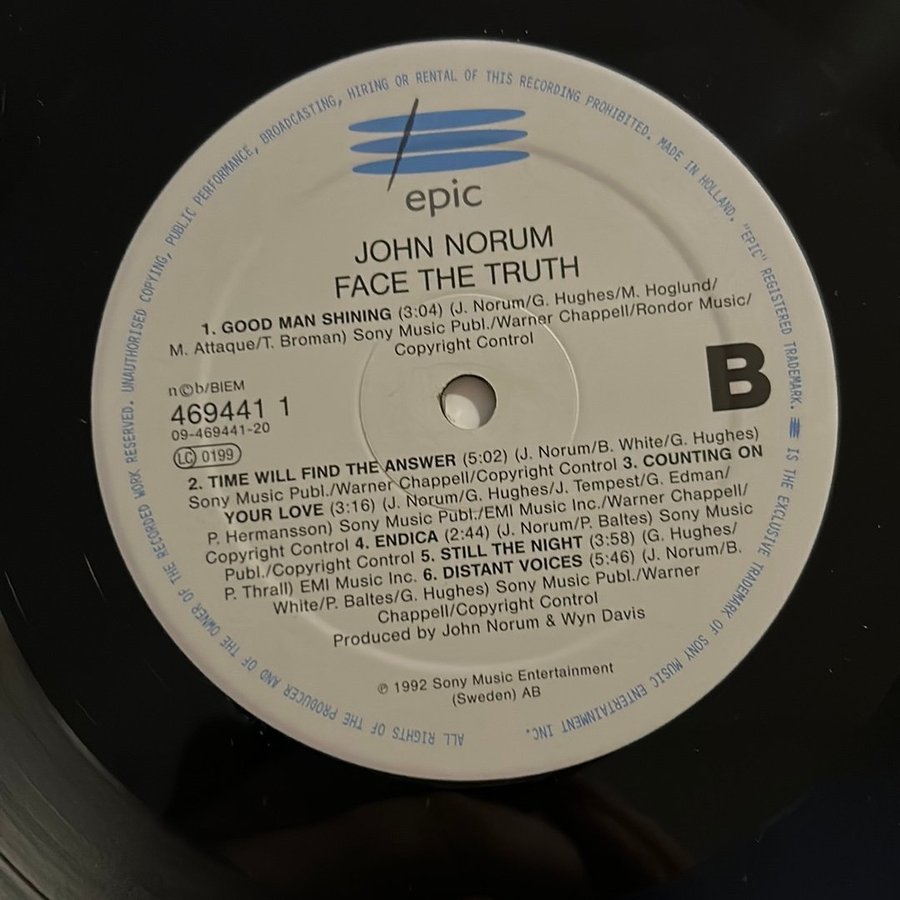 epic
JOHN NORUM
FACE THE TRUTH
1. GOOD MAN SHINING (3:04) (J. Norum/G. Hughes/M. Hoglund/
M. Attaque/T. Broman) Sony Music Publ./Warner Chappell/Rondor Music/
Copyright Control
n©b/BIEM
469441 1
09-469441-20
LC 0199
B
2. TIME WILL FIND THE ANSWER (5:02) (J. Norum/B. White/G. Hughes)
Sony Music Publ./Warner Chappell/Copyright Control 3. COUNTING ON
YOUR LOVE (3:16) (J. Norum/G. Hughes/J. Tempest/G. Edman/
P. Hermansson) Sony Music Publ./EMI Music Inc./Warner Chappell/
Copyright Control 4. ENDICA (2:44) (J. Norum/P. Baltes) Sony Music
Publ./Copyright Control 5. STILL THE NIGHT (3:58) (G. Hughes/
P. Thrall) EMI Music Inc. 6. DISTANT VOICES (5:46) (J. Norum/B.
White/P. Baltes/G. Hughes) Sony Music Publ./Warner
Chappell/Copyright Control
Produced by John Norum & Wyn Davis
℗ 1992 Sony Music Entertainment
(Sweden) AB
ALL RIGHTS OF THE PRODUCER AND OF THE OWNER OF THE RECORDED WORK RESERVED. UNAUTHORISED COPYING, PUBLIC PERFORMANCE, BROADCASTING, HIRING OR RENTAL OF THIS RECORDING PROHIBITED. MADE IN HOLLAND. "EPIC" REGISTERED TRADEMARK. IS THE EXCLUSIVE TRADEMARK OF SONY MUSIC ENTERTAINMENT INC.